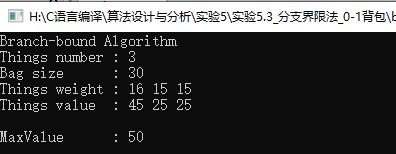 H:\C语言编译\算法设计与分析\实验5\实验5.3_分支界限法_0-1背包\b
Branch-bound Algorithm
Things number : 3
Bag size      : 30
Things weight : 16 15 15
Things value  : 45 25 25
MaxValue      : 50